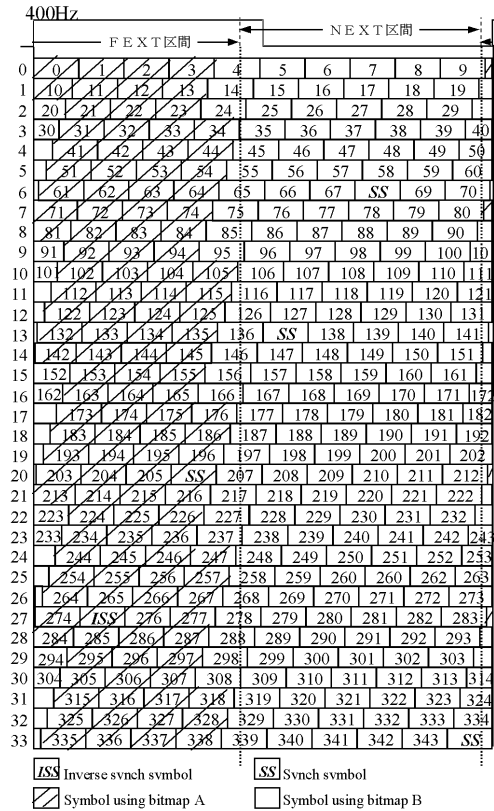 400Hz
FEXT区間 NEXT区間
0 0 1 2 3 4 5 6 7 8 9
1 10 11 12 13 14 15 16 17 18 19
2 20 21 22 23 24 25 26 27 28 29
3 30 31 32 33 34 35 36 37 38 39 40
4 41 42 43 44 45 46 47 48 49 50
5 51 52 53 54 55 56 57 58 59 60
6 61 62 63 64 65 66 67 SS 69 70
7 71 72 73 74 75 76 77 78 79 80
8 81 82 83 84 85 86 87 88 89 90
9 91 92 93 94 95 96 97 98 99 100 10
10 101 102 103 104 105 106 107 108 109 110 111
11 112 113 114 115 116 117 118 119 120 121
12 122 123 124 125 126 127 128 129 130 131
13 132 133 134 135 136 SS 138 139 140 141
14 142 143 144 145 146 147 148 149 150 151
15 152 153 154 155 156 157 158 159 160 161
16 162 163 164 165 166 167 168 169 170 171 172
17 173 174 175 176 177 178 179 180 181 182
18 183 184 185 186 187 188 189 190 191 192
19 193 194 195 196 197 198 199 200 201 202
20 203 204 205 SS 207 208 209 210 211 212
21 213 214 215 216 217 218 219 220 221 222
22 223 224 225 226 227 228 229 230 231 232
23 233 234 235 236 237 238 239 240 241 242 243
24 244 245 246 247 248 249 250 251 252 253
25 254 255 256 257 258 259 260 260 262 263
26 264 265 266 267 268 269 270 271 272 273
27 274 ISS 276 277 278 279 280 281 282 283
28 284 285 286 287 288 289 290 291 292 293
29 294 295 296 297 298 299 300 301 302 303
30 304 305 306 307 308 309 310 311 312 313 314
31 315 316 317 318 319 320 321 322 323 324
32 325 326 327 328 329 330 331 332 333 334
33 335 336 337 338 339 340 341 342 343 SS
ISS Inverse synch symbol SS Synch symbol
Symbol using bitmap A Symbol using bitmap B